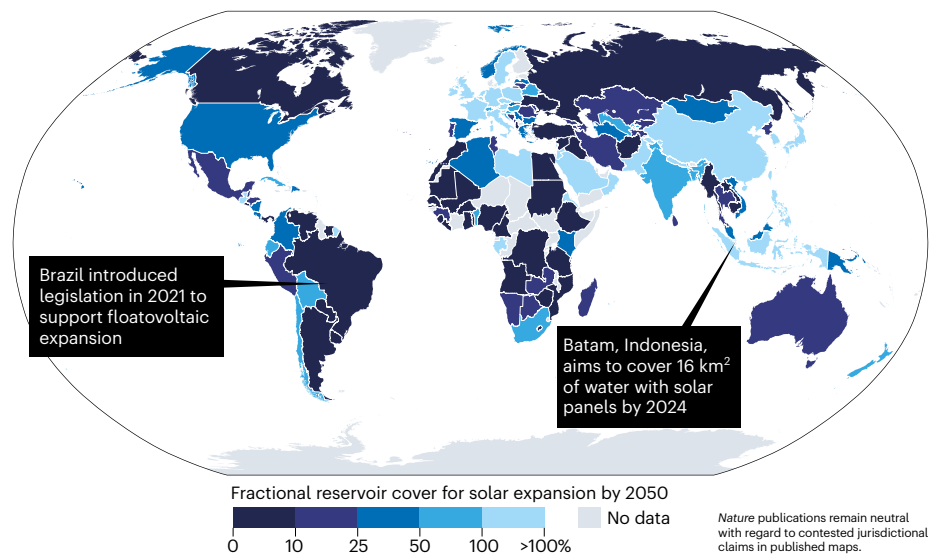 Brazil introduced
legislation in 2021 to
support floatovoltaic
expansion
Batam, Indonesia,
aims to cover 16 km²
of water with solar
panels by 2024
Fractional reservoir cover for solar expansion by 2050
0 10 25 50 100 >100%
No data
Nature publications remain neutral
with regard to contested jurisdictional
claims in published maps.